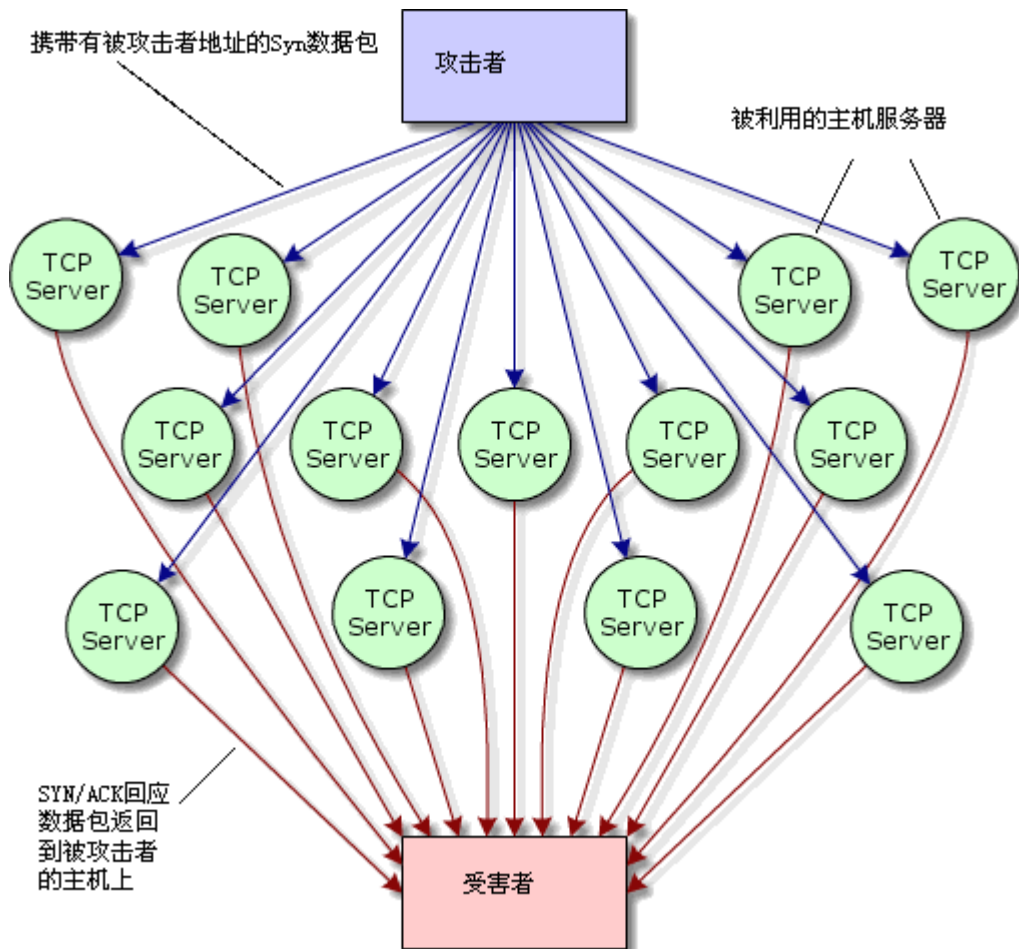 携带有被攻击者地址的Syn数据包
攻击者
被利用的主机服务器
TCP
Server
TCP
Server
TCP
Server
TCP
Server
TCP
Server
TCP
Server
TCP
Server
TCP
Server
TCP
Server
TCP
Server
TCP
Server
TCP
Server
TCP
Server
SYN/ACK回应
数据包返回
到被攻击者
的主机上
受害者